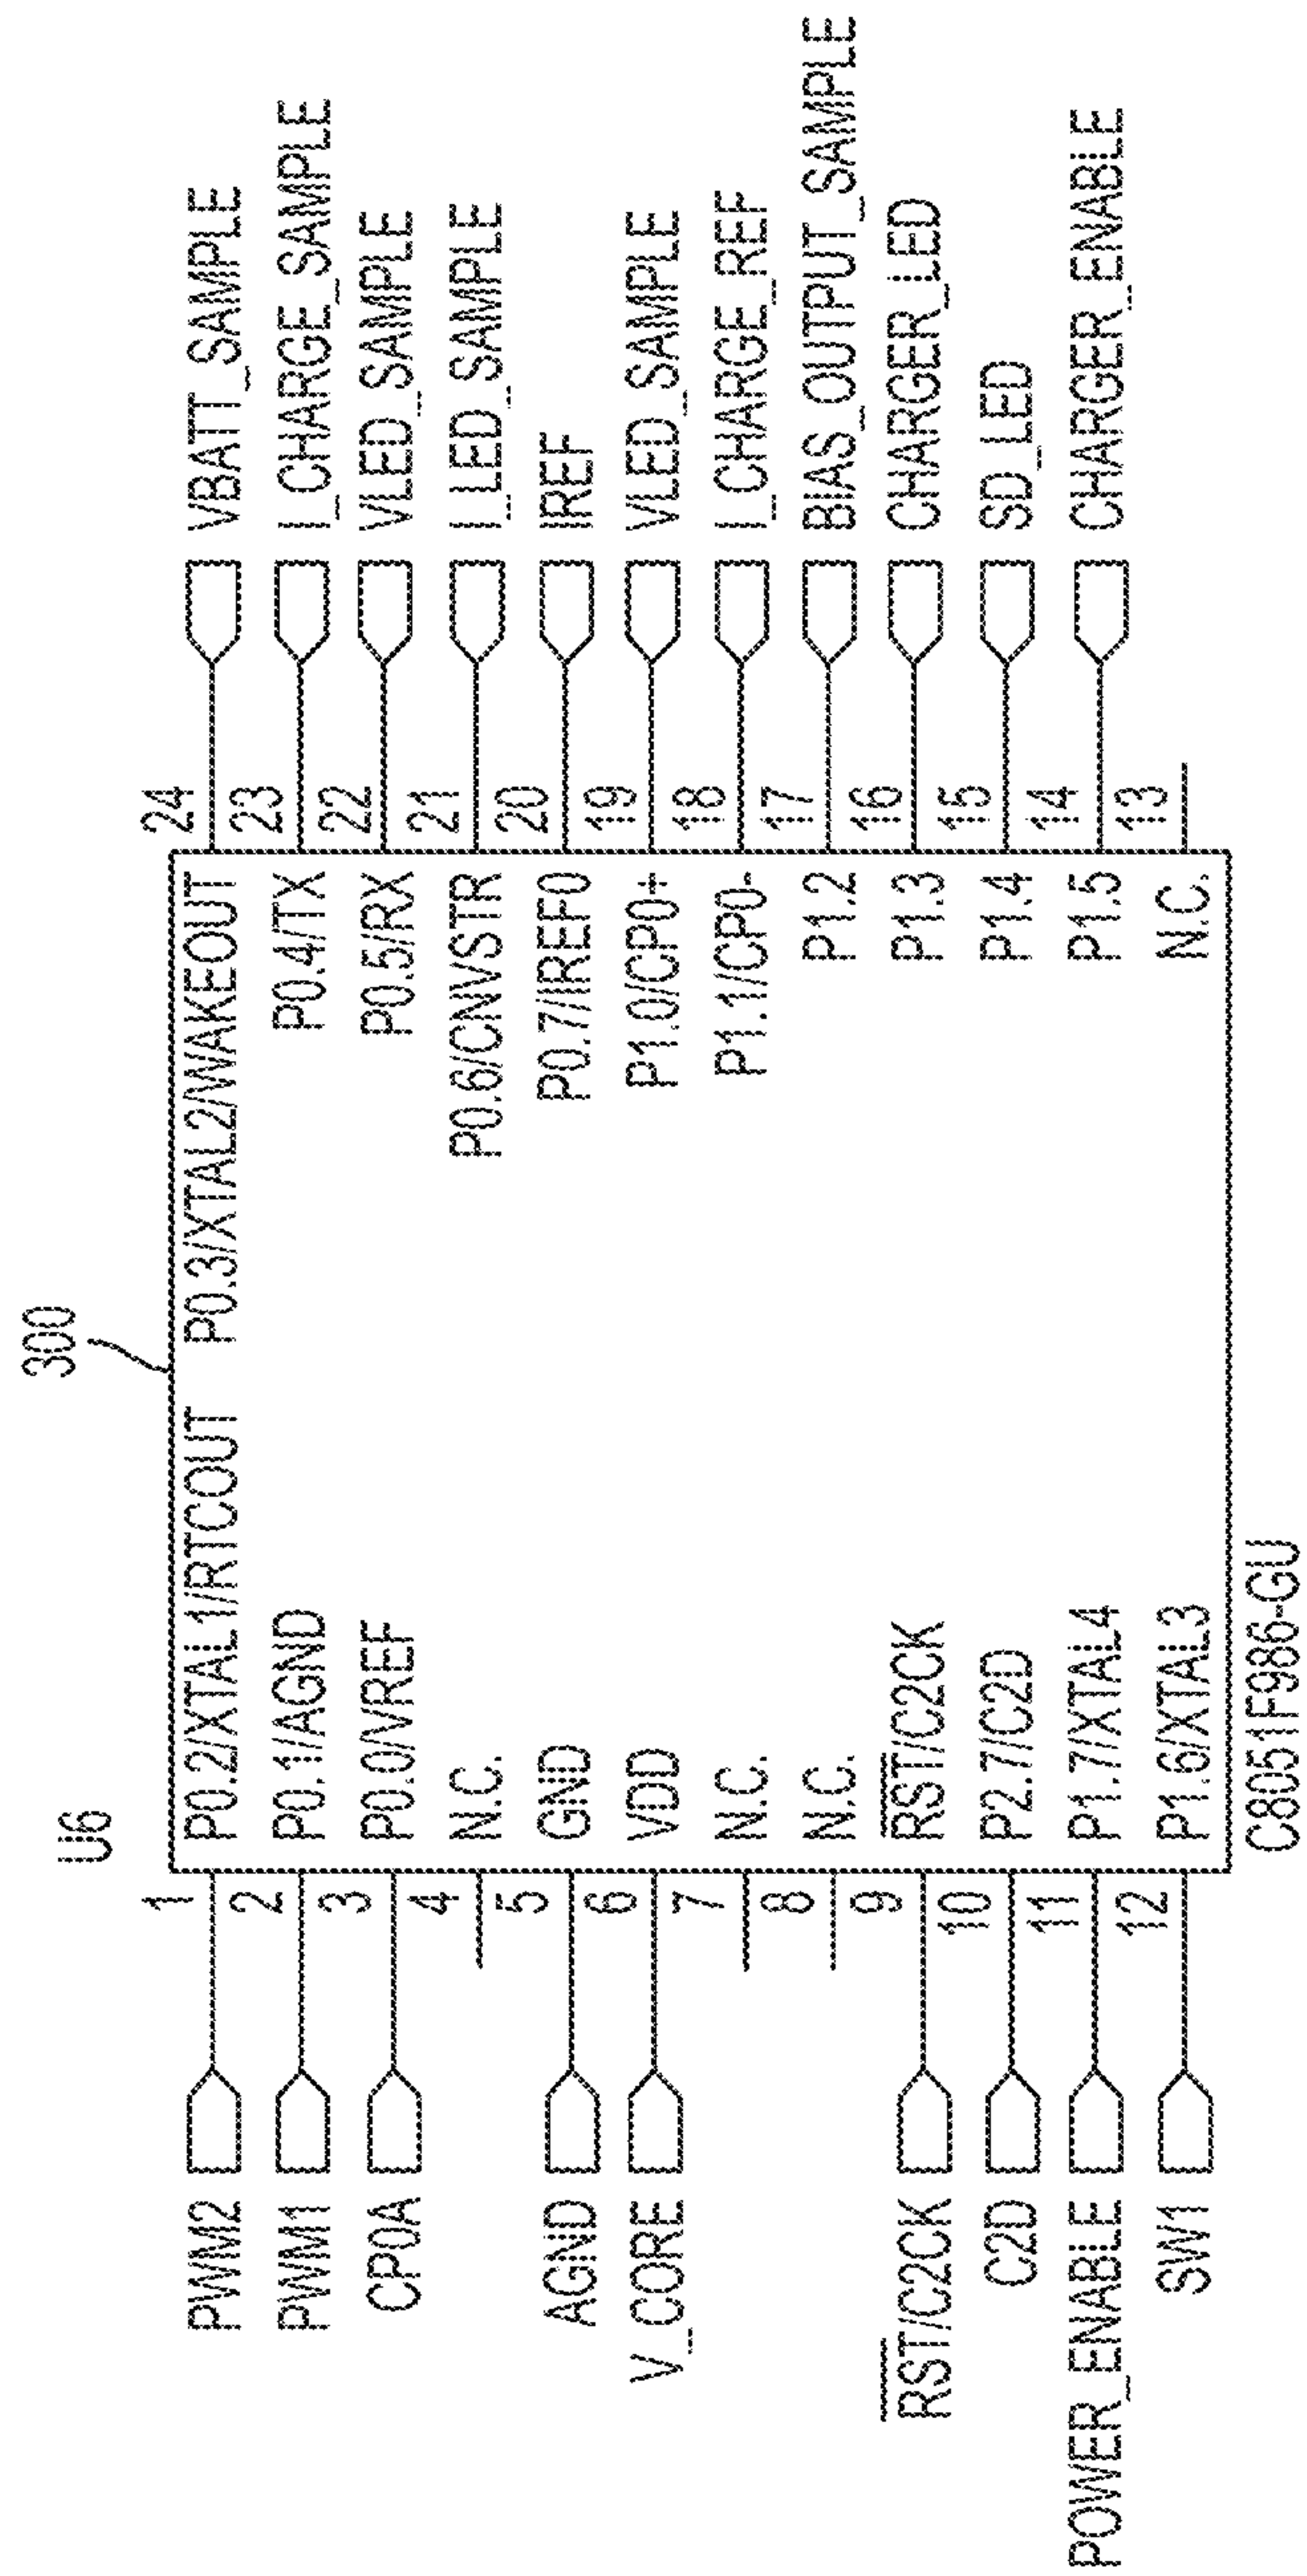 300
U6
C8051F986-GU
PWM2 1 P0.2/XTAL1/RTCOUT P0.3/XTAL2/WAKEOUT 24 VBATT_SAMPLE
PWM1 2 P0.1/AGND P0.4/TX 23 I_CHARGE_SAMPLE
CP0A 3 P0.0/VREF P0.5/RX 22 VLED_SAMPLE
4 N.C. P0.6/CNVSTR 21 I_LED_SAMPLE
AGND 5 GND P0.7/IREF0 20 IREF
V_CORE 6 VDD P1.0/CP0+ 19 VLED_SAMPLE
7 N.C. P1.1/CP0- 18 I_CHARGE_REF
8 N.C. P1.2 17 BIAS_OUTPUT_SAMPLE
R̅S̅T̅/C2CK 9 R̅S̅T̅/C2CK P1.3 16 CHARGER_LED
C2D 10 P2.7/C2D P1.4 15 SD_LED
POWER_ENABLE 11 P1.7/XTAL4 P1.5 14 CHARGER_ENABLE
SW1 12 P1.6/XTAL3 N.C. 13